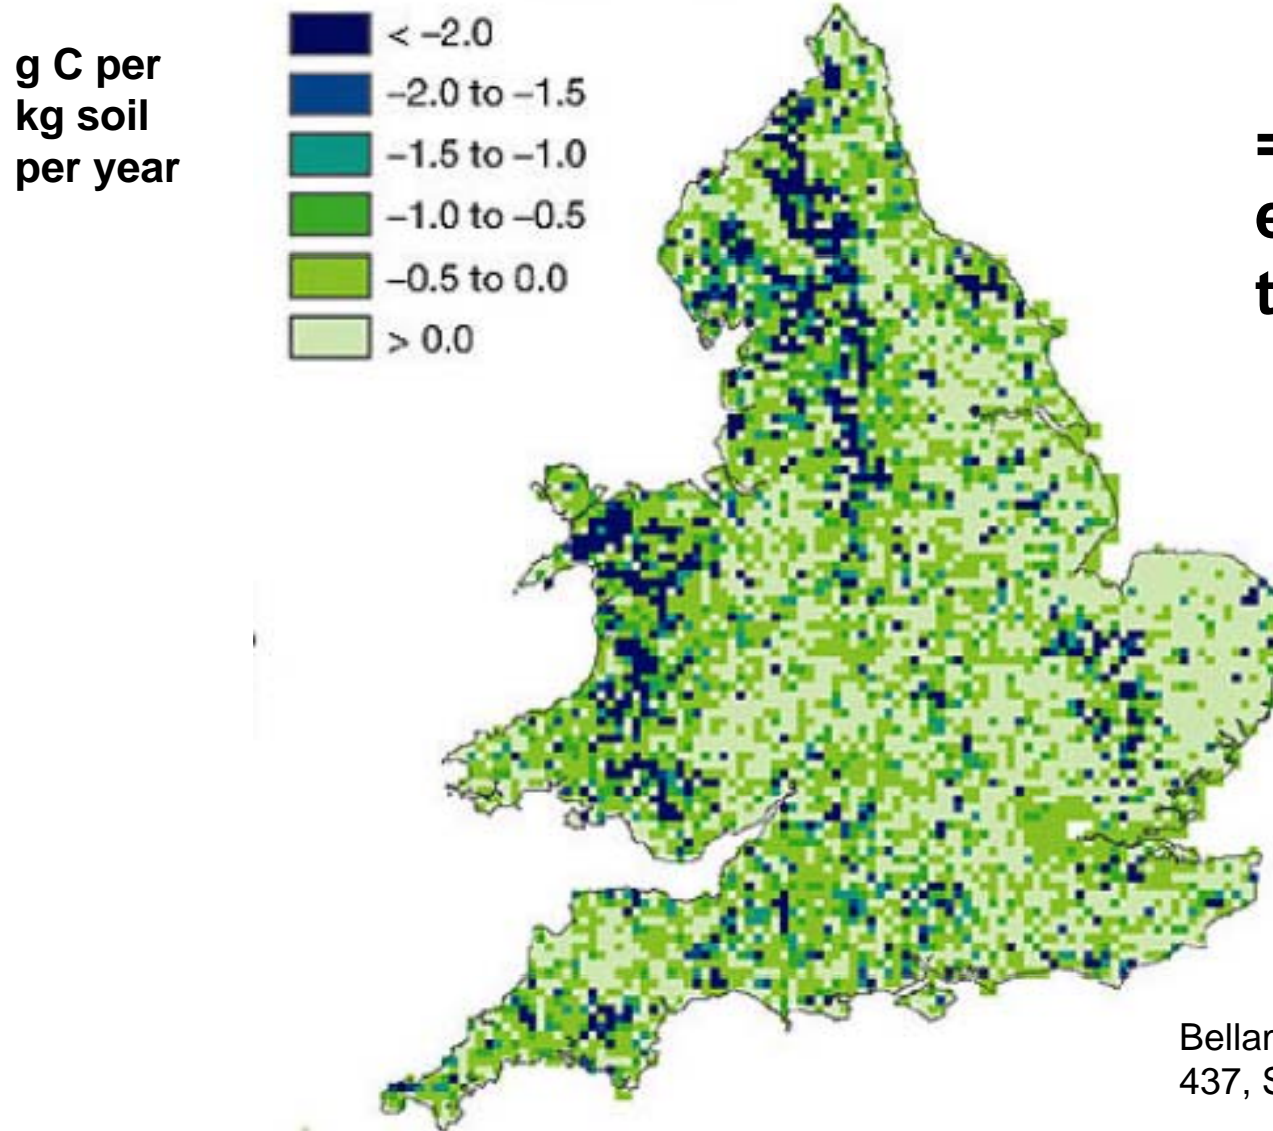 g C per
kg soil
per year
< −2.0
−2.0 to −1.5
−1.5 to −1.0
−1.0 to −0.5
−0.5 to 0.0
> 0.0
437,